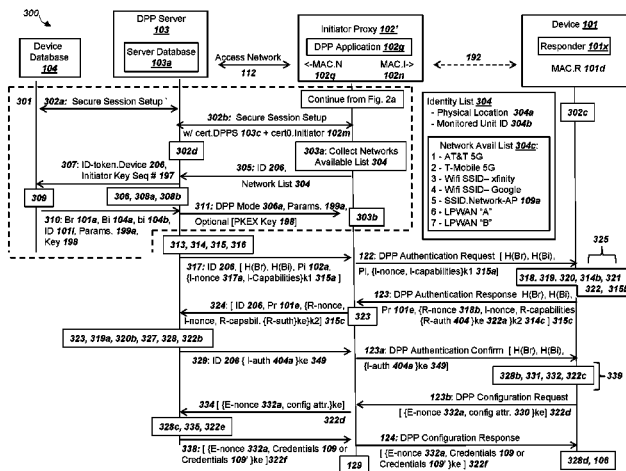 300
DPP Server
103
Server Database
103a
Device
Database
104
Access Network
112
Initiator Proxy 102'
DPP Application 102g
<-MAC.N
102q
MAC.I->
102n
192
Device 101
Responder 101x
MAC.R 101d
301
302a: Secure Session Setup
302b: Secure Session Setup
w/ cert.DPPS 103c + cert0.Initiator 102m
Continue from Fig. 2a
302c
302d
303a: Collect Networks
Available List 304
Identity List 304
- Physical Location 304a
- Monitored Unit ID 304b
Network Avail List 304c:
1 - AT&T 5G
2 - T-Mobile 5G
3 - Wifi SSID– xfinity
4 - Wifi SSID – Google
5 - SSID.Network-AP 109a
6 - LPWAN "A"
7 - LPWAN "B"
307: ID-token.Device 206,
Initiator Key Seq # 197
305: ID 206,
Network List 304
309
306, 308a, 308b
310: Br 101a, Bi 104a, bi 104b,
ID 101i, Params. 199a,
Key 198
311: DPP Mode 306a, Params. 199a,
Optional [PKEX Key 198]
303b
313, 314, 315, 316
317: ID 206, [ H(Br), H(Bi), Pi 102a,
{I-nonce 317a, I-Capabilities}k1 315a ]
122: DPP Authentication Request [ H(Br), H(Bi),
Pi, {I-nonce, I-capabilities}k1 315a]
325
318. 319. 320, 314b, 321
322, 315b
324: [ ID 206, Pr 101e, {R-nonce,
I-nonce, R-capabil. {R-auth}ke}k2] 315c
323
123: DPP Authentication Response [ H(Br), H(Bi),
Pr 101e, {R-nonce 318b, I-nonce, R-capabilities
{R-auth 404 }ke 322a }k2 314c ] 315c
323, 319a, 320b, 327, 328, 322b
329: ID 206 { I-auth 404a }ke 349
123a: DPP Authentication Confirm [ H(Br), H(Bi),
{I-auth 404a }ke 349]
328b, 331, 332, 322c
339
334 [ {E-nonce 332a, config attr.}ke]
322d
123b: DPP Configuration Request
[ {E-nonce 332a, config attr. 330 }ke] 322d
328c, 335, 322e
338: [ {E-nonce 332a, Credentials 109 or
Credentials 109' }ke ] 322f
129
124: DPP Configuration Response
[ {E-nonce 332a, Credentials 109 or
Credentials 109' }ke ] 322f
328d, 106